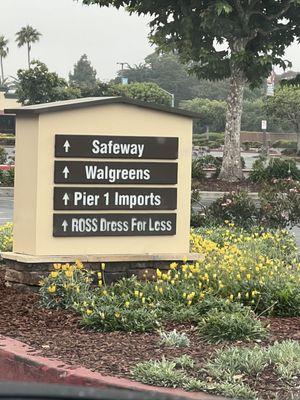 ↑ Safeway
↑ Walgreens
↑ Pier 1 Imports
↑ ROSS Dress For Less